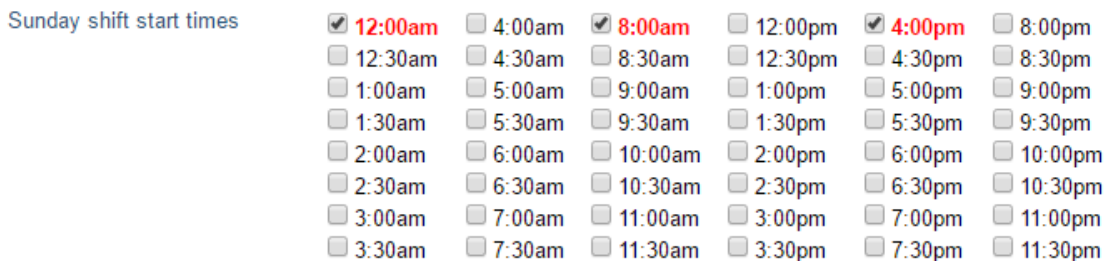 Sunday shift start times 12:00am 4:00am 8:00am 12:00pm 4:00pm 8:00pm
12:30am 4:30am 8:30am 12:30pm 4:30pm 8:30pm
1:00am 5:00am 9:00am 1:00pm 5:00pm 9:00pm
1:30am 5:30am 9:30am 1:30pm 5:30pm 9:30pm
2:00am 6:00am 10:00am 2:00pm 6:00pm 10:00pm
2:30am 6:30am 10:30am 2:30pm 6:30pm 10:30pm
3:00am 7:00am 11:00am 3:00pm 7:00pm 11:00pm
3:30am 7:30am 11:30am 3:30pm 7:30pm 11:30pm